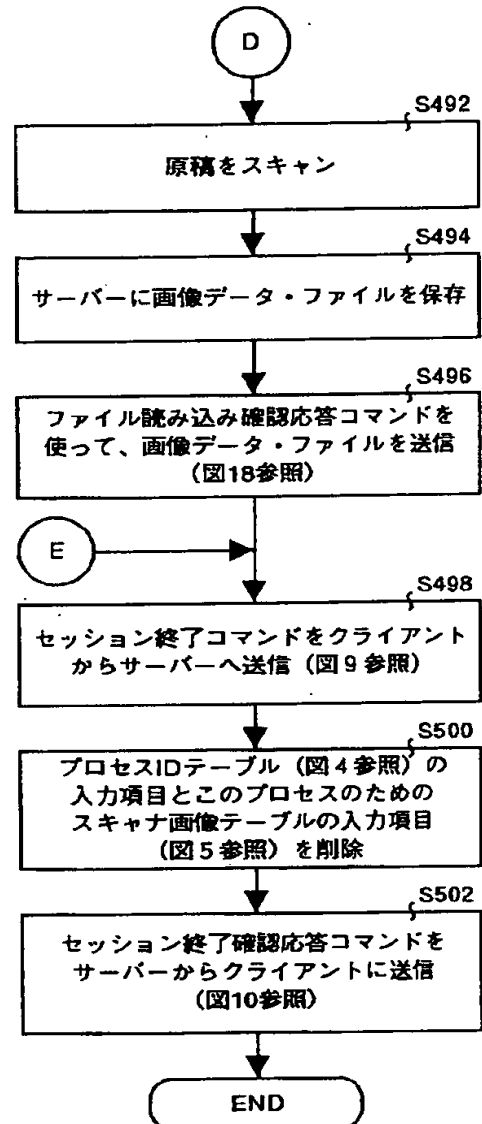 D
S492
原稿をスキャン
S494
サーバーに画像データ・ファイルを保存
S496
ファイル読み込み確認応答コマンドを
使って、画像データ・ファイルを送信
(図18参照)
E
S498
セッション終了コマンドをクライアント
からサーバーへ送信(図9参照)
S500
プロセスIDテーブル(図4参照)の
入力項目とこのプロセスのための
スキャナ画像テーブルの入力項目
(図5参照)を削除
S502
セッション終了確認応答コマンドを
サーバーからクライアントに送信
(図10参照)
END